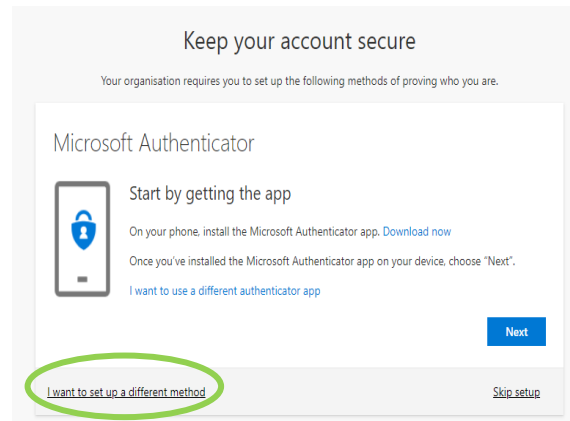 Keep your account secure
Your organisation requires you to set up the following methods of proving who you are.
Microsoft Authenticator
Start by getting the app
On your phone, install the Microsoft Authenticator app. Download now
Once you've installed the Microsoft Authenticator app on your device, choose "Next".
I want to use a different authenticator app
Next
I want to set up a different method
Skip setup